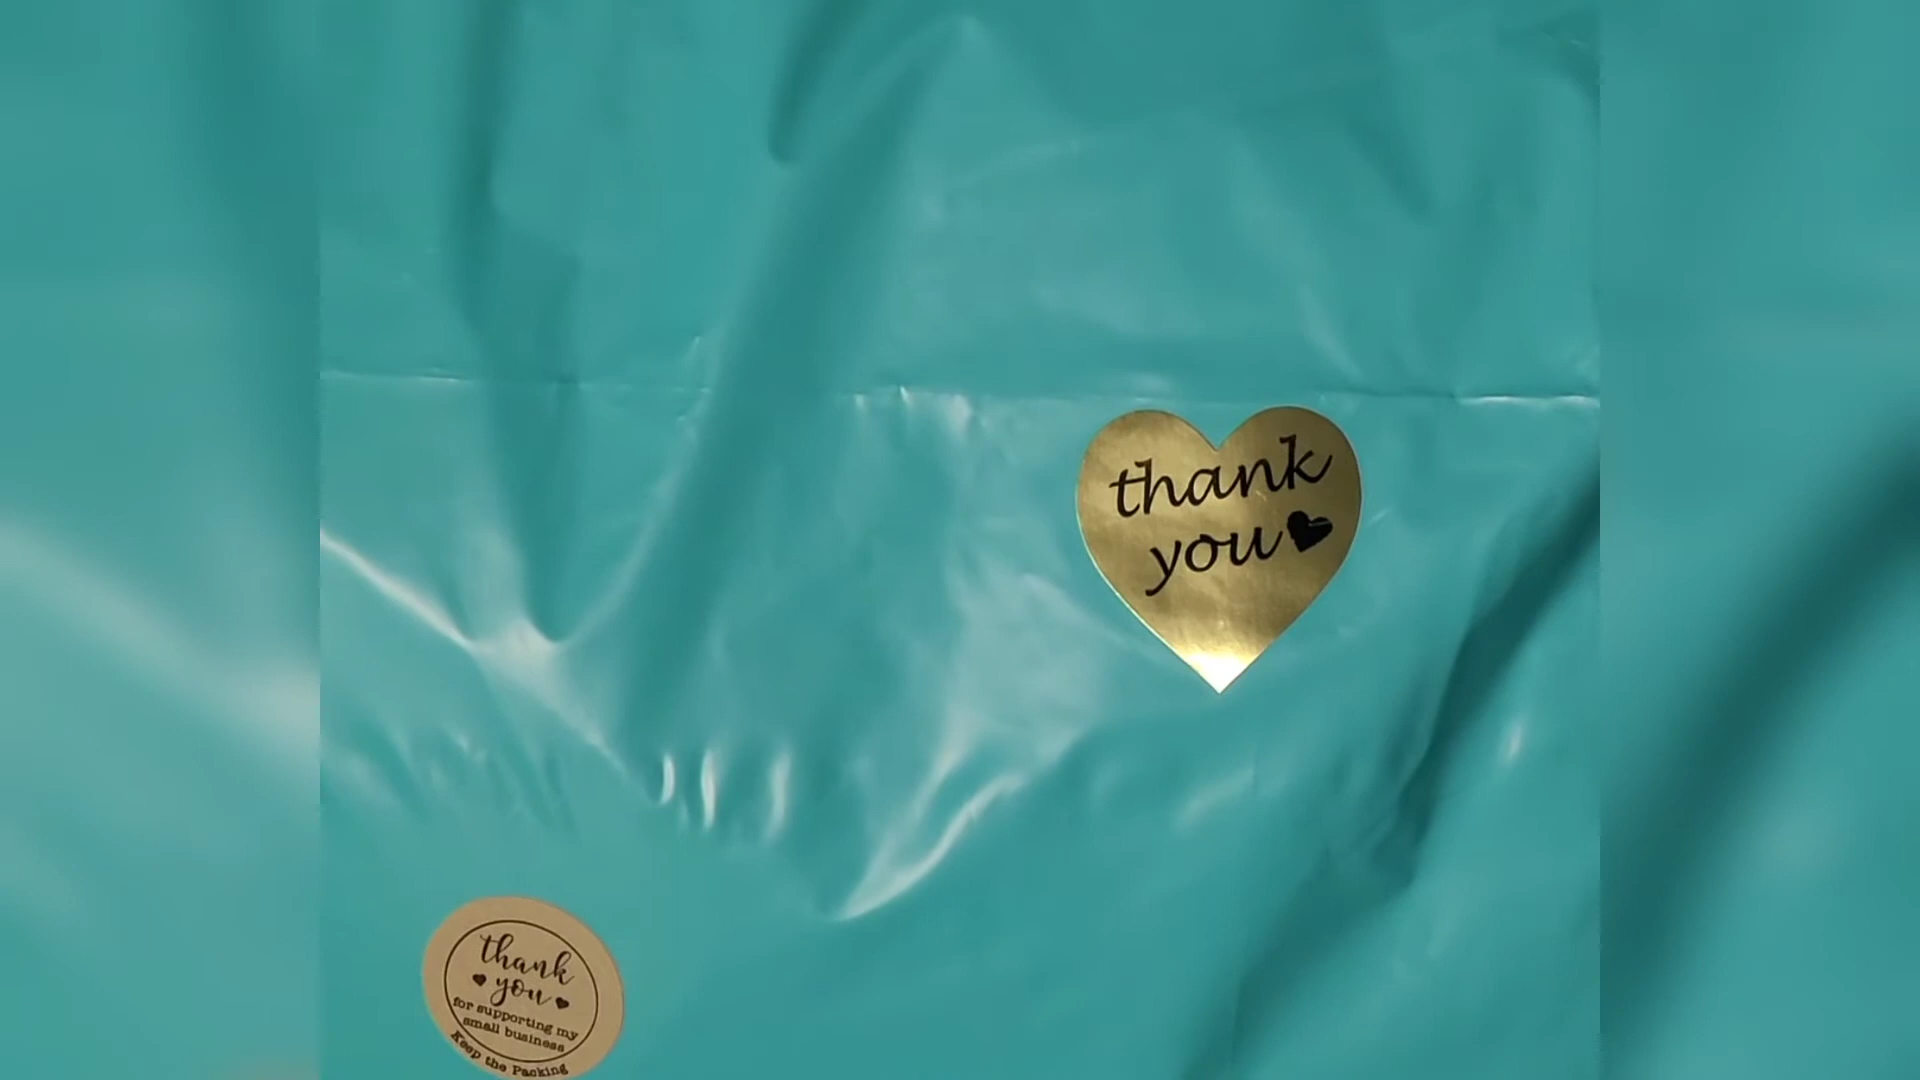 thank
you
thank
you
for supporting my
small business
Keep the Packing